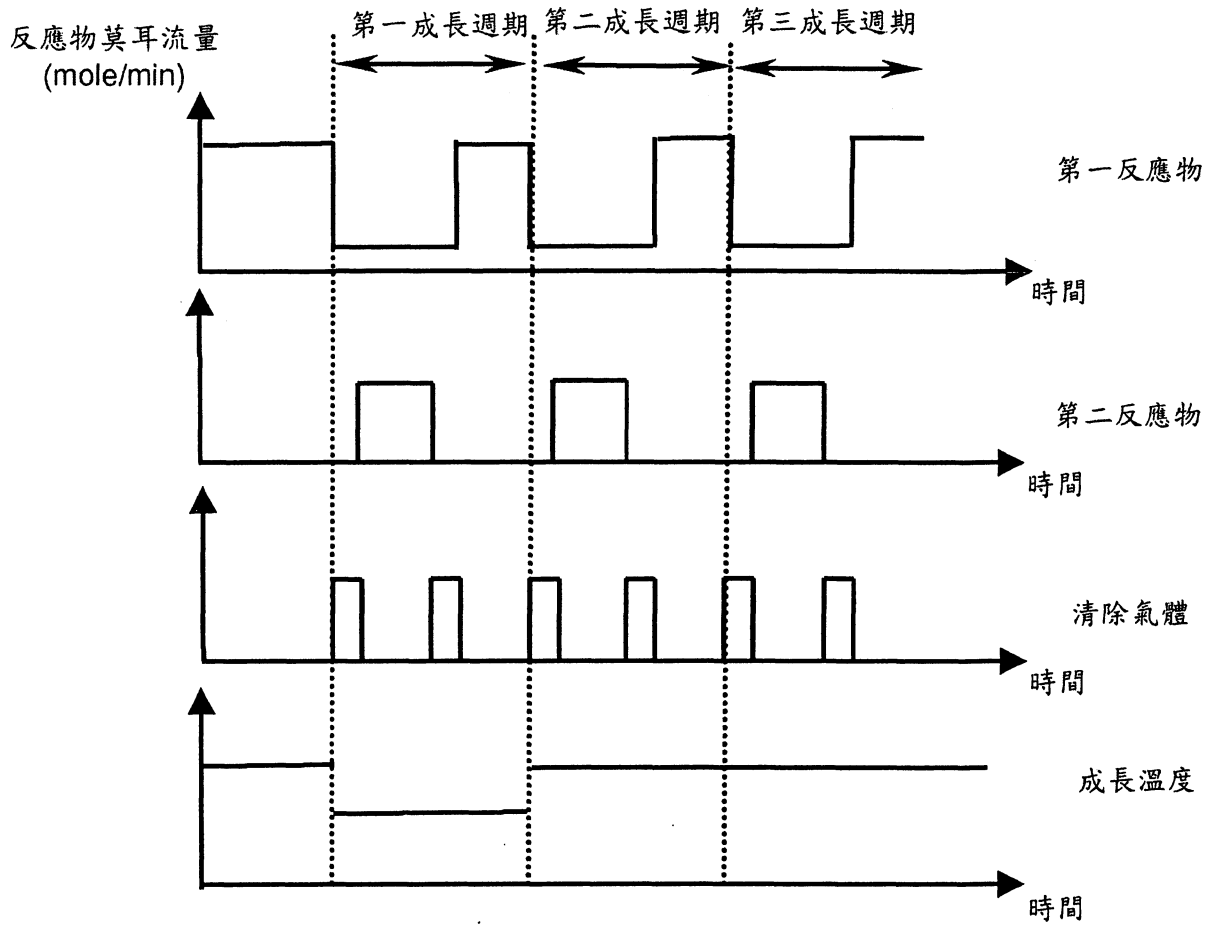 反應物莫耳流量
(mole/min)
第一成長週期
第二成長週期
第三成長週期
第一反應物
時間
第二反應物
時間
清除氣體
時間
成長溫度
時間